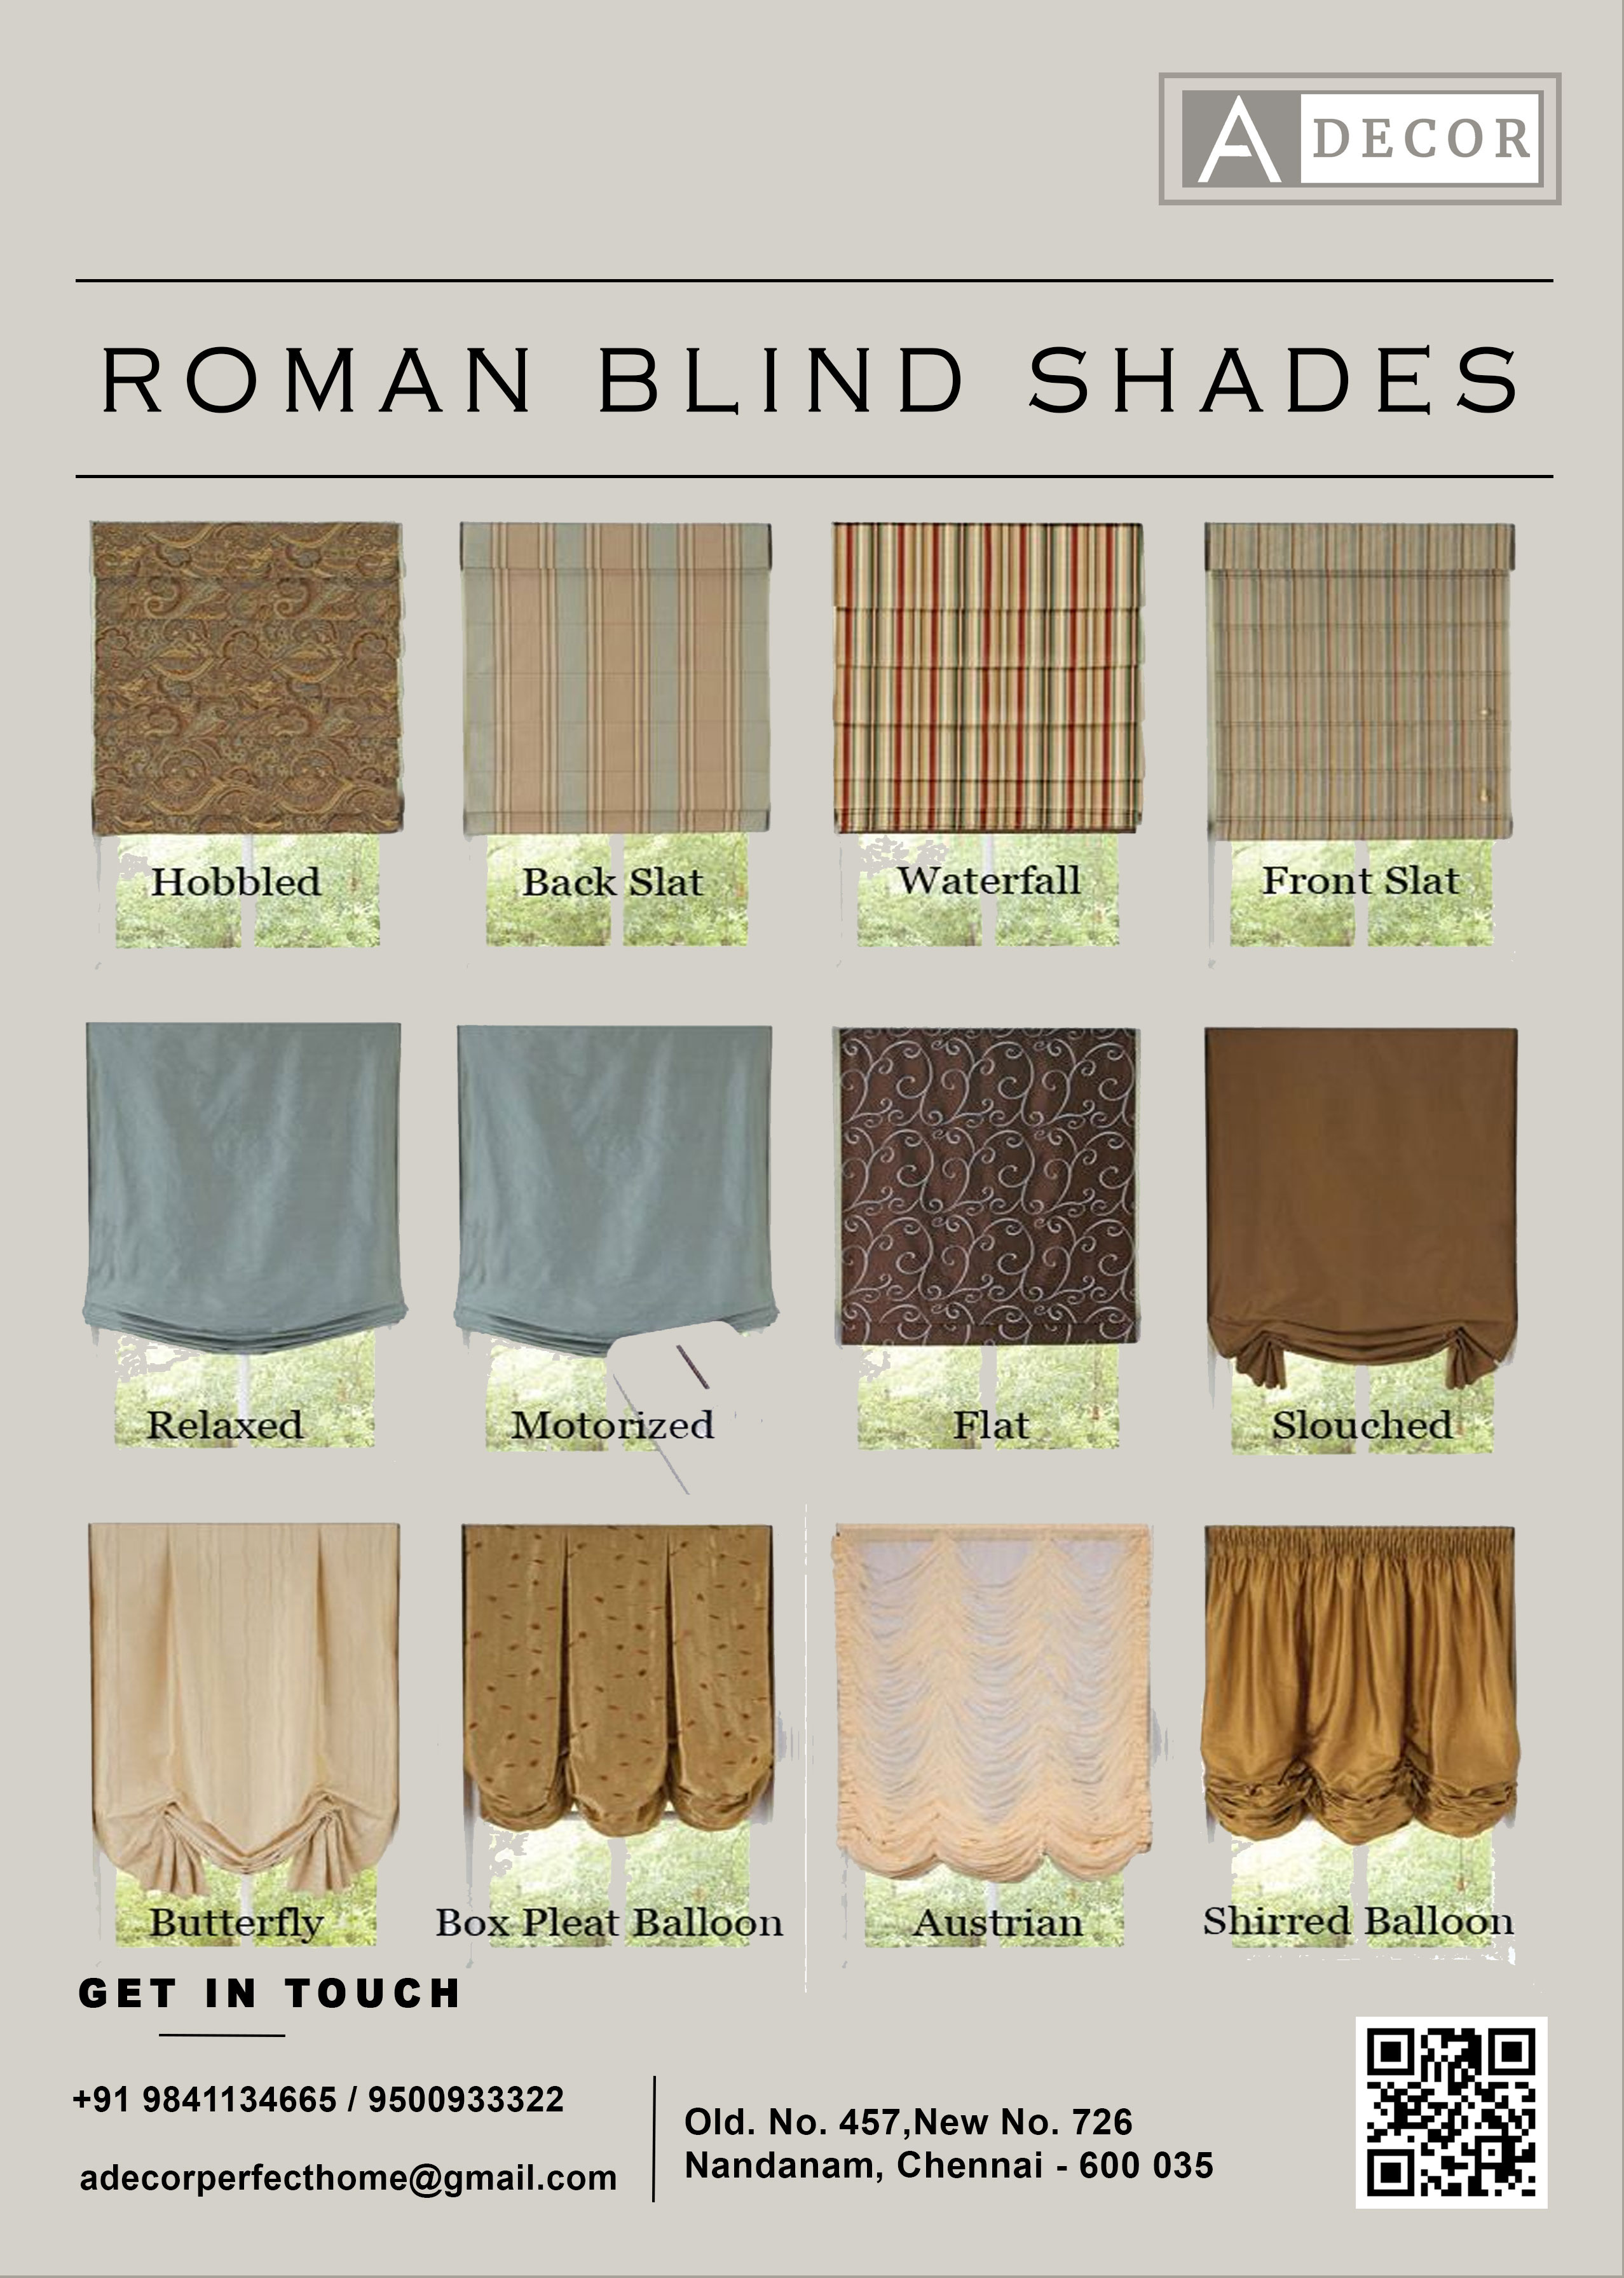 A DECOR
ROMAN BLIND SHADES
Hobbled
Back Slat
Waterfall
Front Slat
Relaxed
Motorized
Flat
Slouched
Butterfly
Box Pleat Balloon
Austrian
Shirred Balloon
GET IN TOUCH
+91 9841134665 / 9500933322
adecorperfecthome@gmail.com
Old. No. 457,New No. 726
Nandanam, Chennai - 600 035